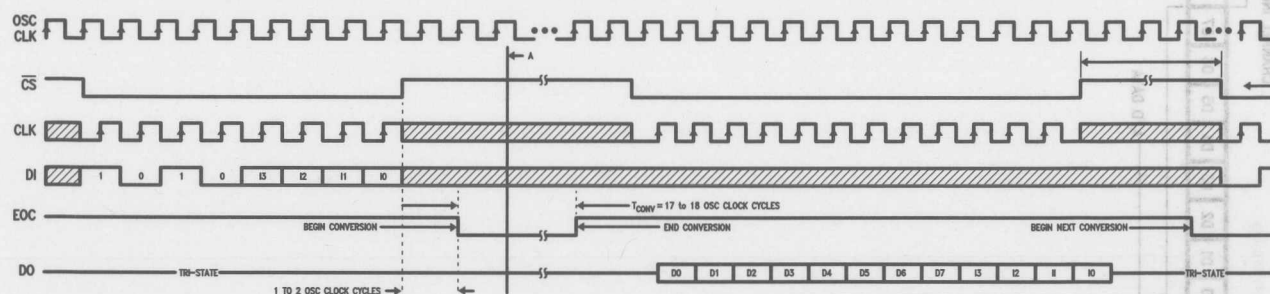 OSC
CLK
A
CS
CLK
DI 1 0 1 0 I3 I2 I1 I0
EOC
T_CONV = 17 to 18 OSC CLOCK CYCLES
BEGIN CONVERSION
END CONVERSION
BEGIN NEXT CONVERSION
DO TRI-STATE D0 D1 D2 D3 D4 D5 D6 D7 I3 I2 I1 I0 TRI-STATE
1 TO 2 OSC CLOCK CYCLES